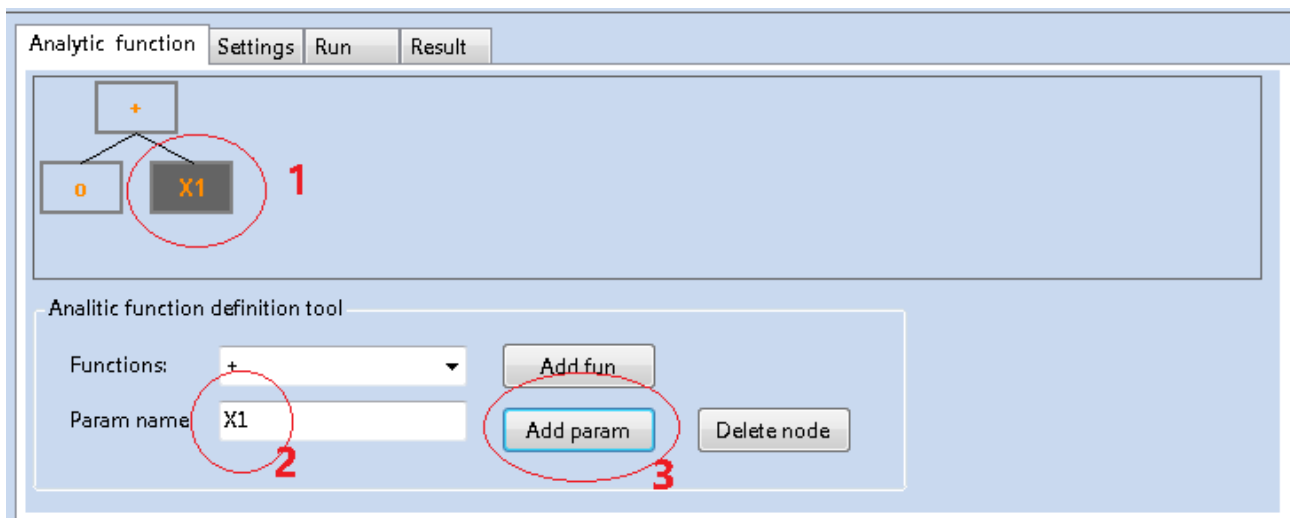 Analytic function Settings Run Result
+
o X1 1
Analitic function definition tool
Functions: + Add fun
Param name X1 Add param Delete node
2 3